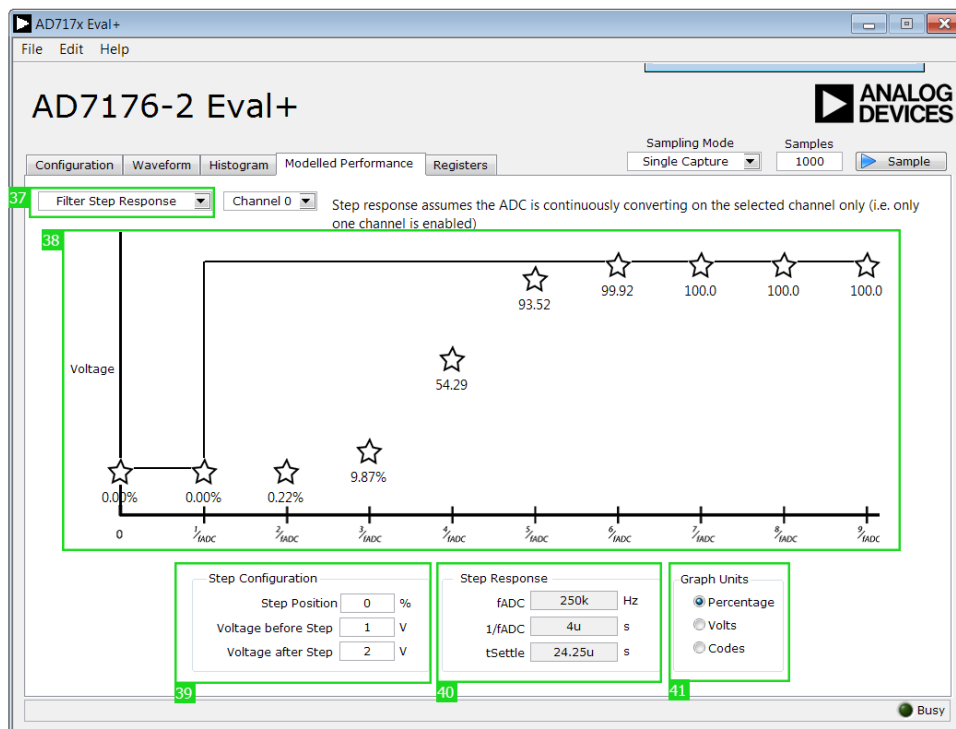 AD717x Eval+
File Edit Help
AD7176-2 Eval+
ANALOG
DEVICES
Sampling Mode Samples
Configuration Waveform Histogram Modelled Performance Registers Single Capture 1000 Sample
37 Filter Step Response Channel 0 Step response assumes the ADC is continuously converting on the selected channel only (i.e. only
one channel is enabled)
38
93.52 99.92 100.0 100.0 100.0
Voltage
54.29
9.87%
0.00% 0.00% 0.22%
0 1/fADC 2/fADC 3/fADC 4/fADC 5/fADC 6/fADC 7/fADC 8/fADC 9/fADC
Step Configuration Step Response Graph Units
Step Position 0 % fADC 250k Hz Percentage
Voltage before Step 1 V 1/fADC 4u s Volts
Voltage after Step 2 V tSettle 24.25u s Codes
39 40 41
Busy